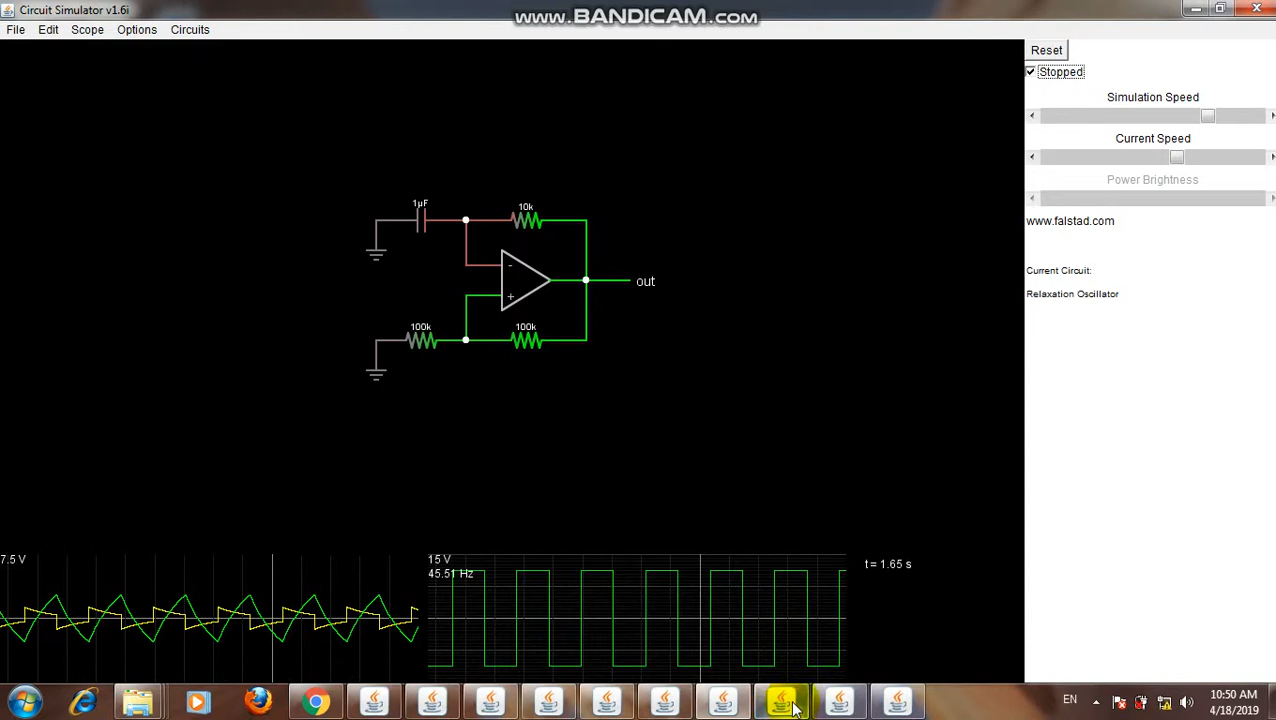 Circuit Simulator v1.6i
www.BANDICAM.com
File Edit Scope Options Circuits
Reset
Stopped
Simulation Speed
Current Speed
Power Brightness
www.falstad.com
Current Circuit:
Relaxation Oscillator
1µF
10k
-
+
out
100k
100k
7.5 V
15 V
45.51 Hz
t = 1.65 s
EN
10:50 AM
4/18/2019